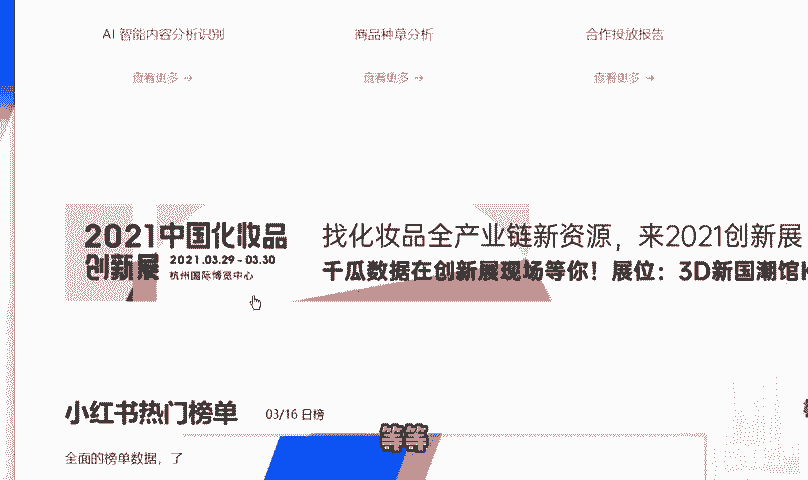 AI 智能内容分析识别
商品种草分析
合作投放报告
查看更多 →
查看更多 →
查看更多 →
2021中国化妆品
创新展
2021.03.29 - 03.30
杭州国际博览中心
找化妆品全产业链新资源，来2021创新展
千瓜数据在创新展现场等你！展位：3D新国潮馆K
小红书热门榜单
03/16 日榜
等等
全面的榜单数据，了